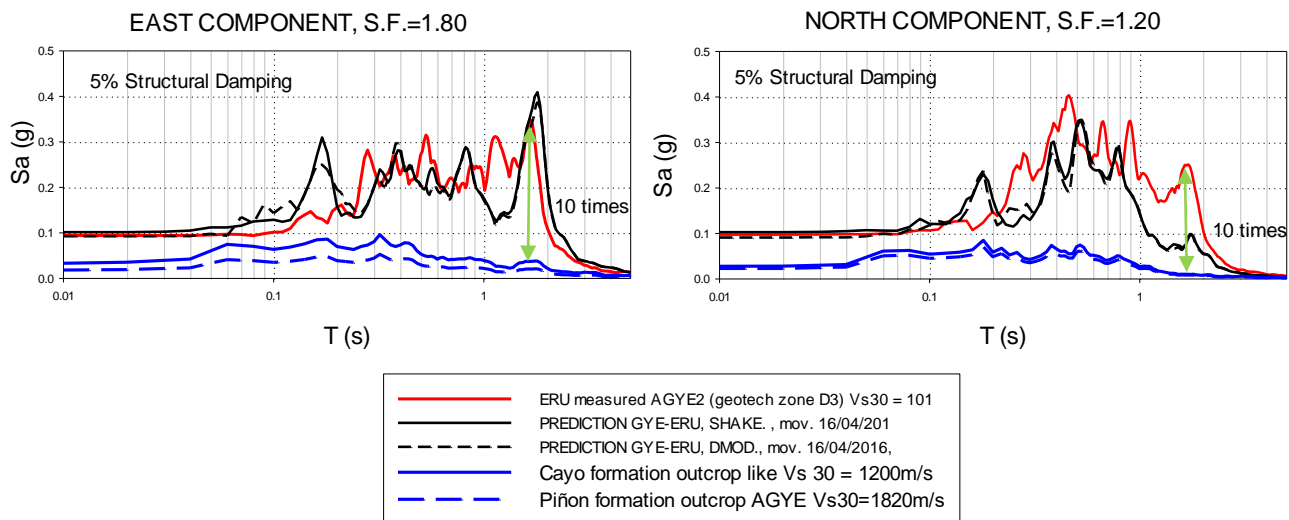 EAST COMPONENT, S.F.=1.80
0.5
0.4
0.3
0.2
0.1
0.0
Sa (g)
5% Structural Damping
10 times
0.01
0.1
1
T (s)
NORTH COMPONENT, S.F.=1.20
0.5
0.4
0.3
0.2
0.1
0.0
Sa (g)
5% Structural Damping
10 times
0.01
0.1
1
T (s)
ERU measured AGYE2 (geotech zone D3) Vs30 = 101
PREDICTION GYE-ERU, SHAKE. , mov. 16/04/201
PREDICTION GYE-ERU, DMOD., mov. 16/04/2016,
Cayo formation outcrop like Vs 30 = 1200m/s
Piñon formation outcrop AGYE Vs30=1820m/s